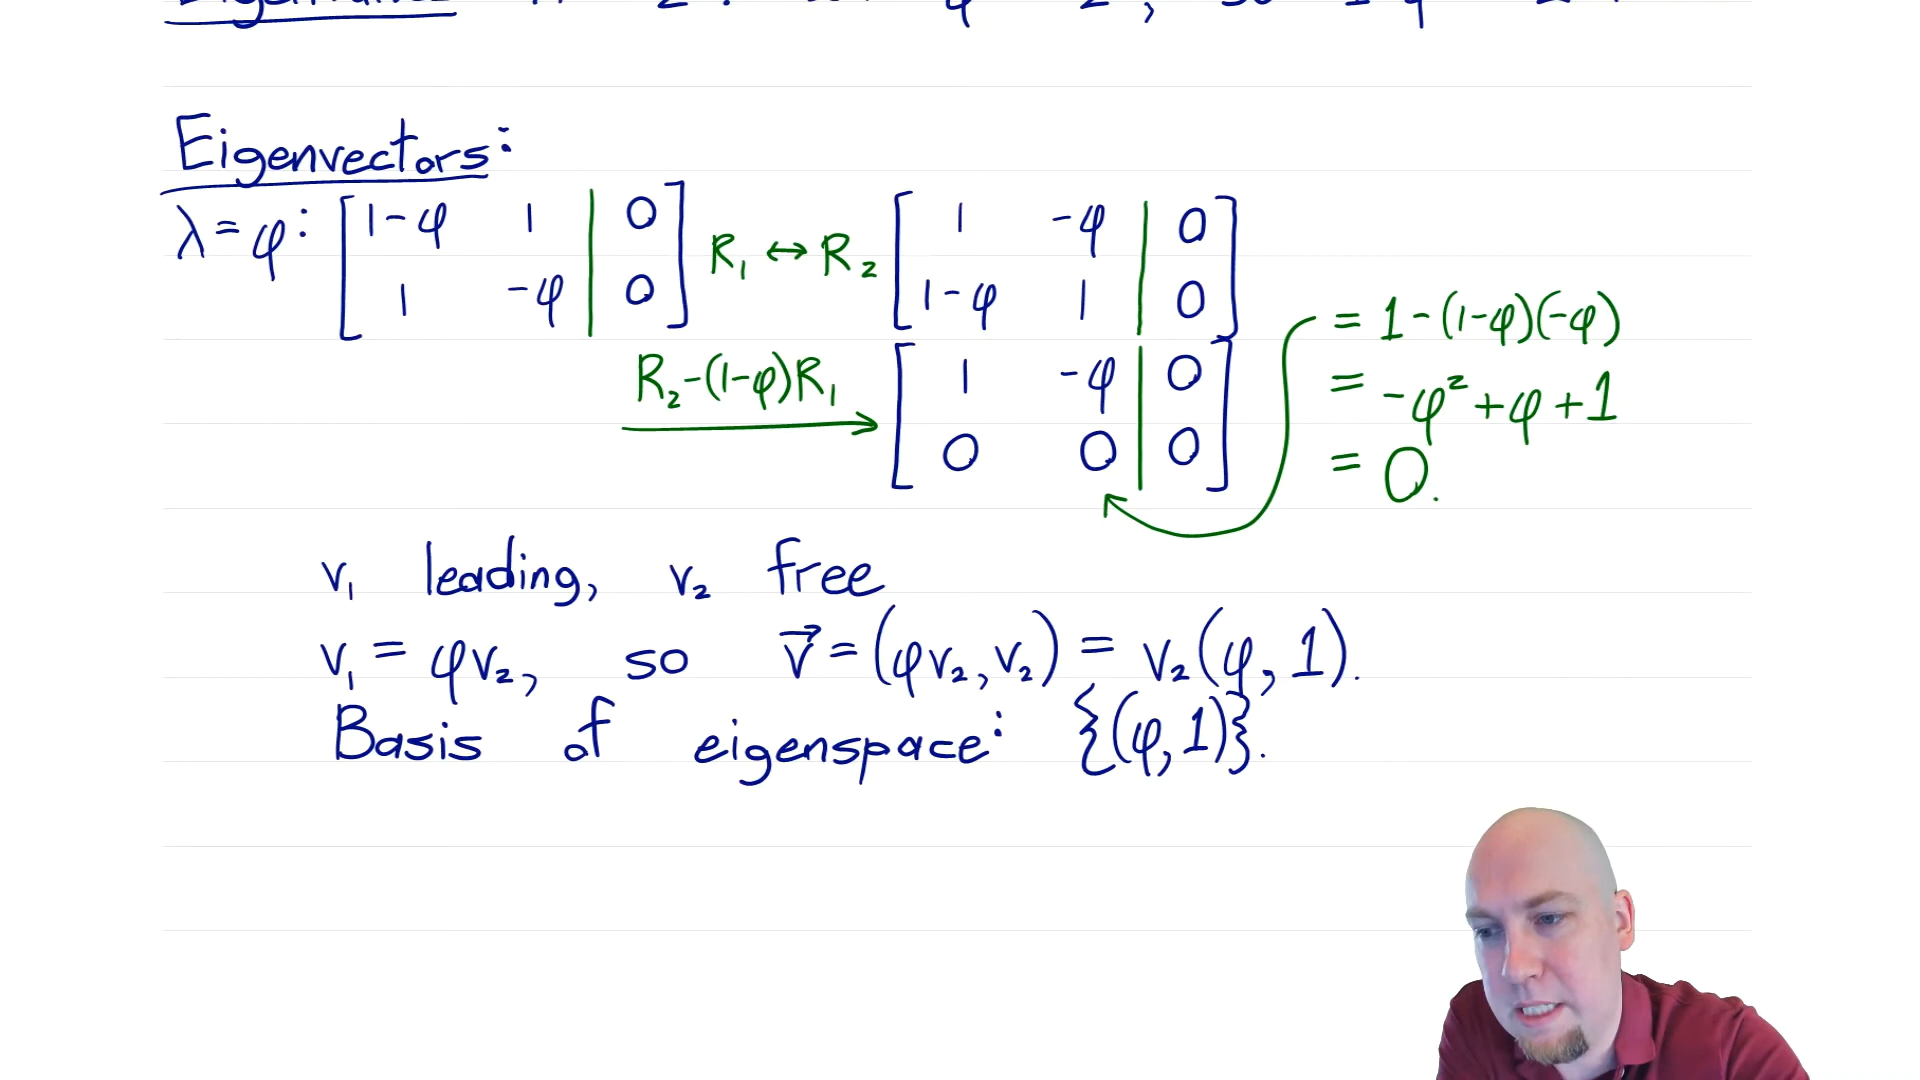 Eigenvectors:
λ=φ: [1-φ 1 | 0] R₁ ↔ R₂ [1 -φ | 0]
[1 -φ | 0] [1-φ 1 | 0]
= 1-(1-φ)(-φ)
R₂-(1-φ)R₁ [1 -φ | 0]
= -φ²+φ+1
[0 0 | 0]
= 0.
v₁ leading, v₂ free
v₁ = φv₂, so v⃗ = (φv₂, v₂) = v₂(φ, 1).
Basis of eigenspace: {(φ,1)}.